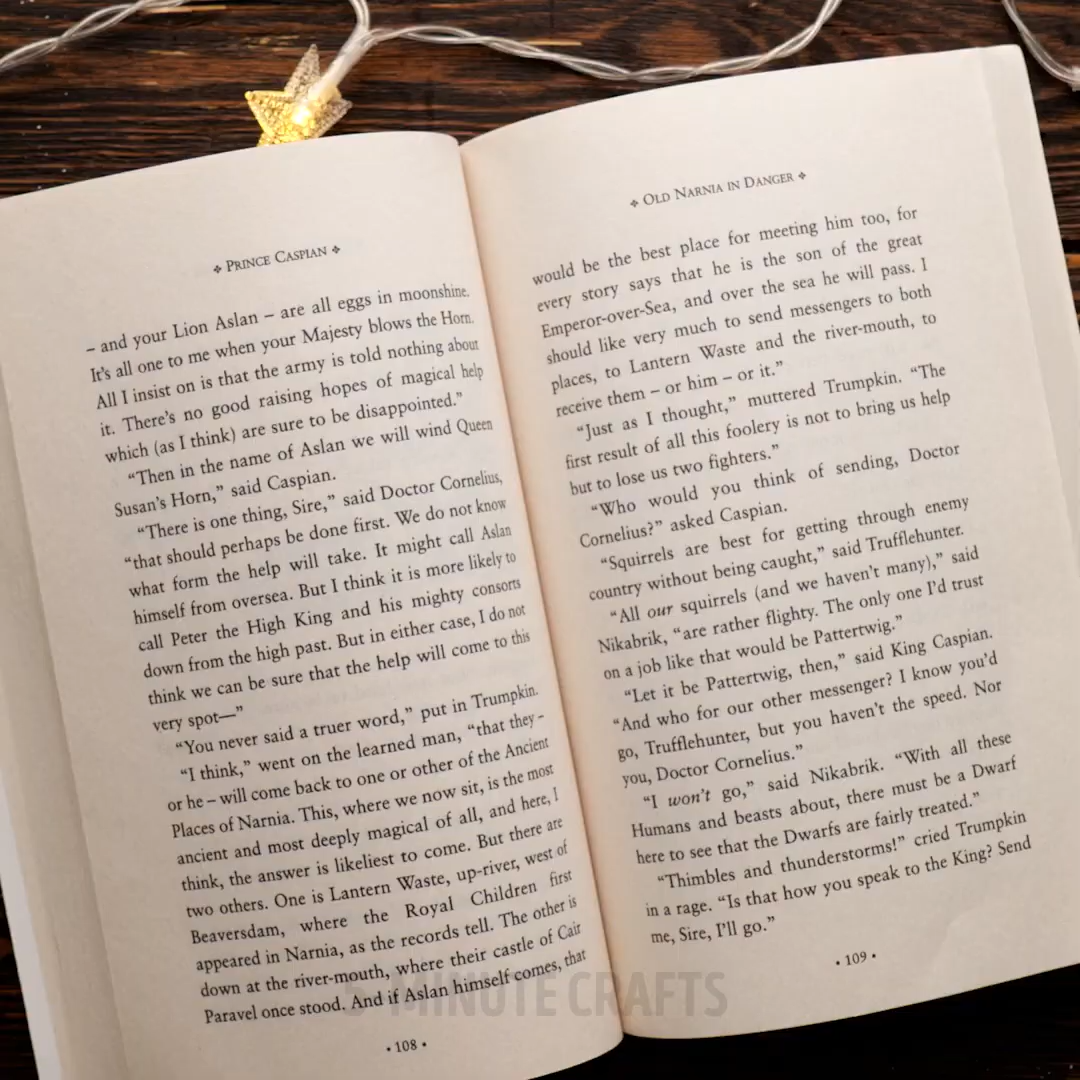 ❖ PRINCE CASPIAN ❖
– and your Lion Aslan – are all eggs in moonshine.
It’s all one to me when your Majesty blows the Horn.
All I insist on is that the army is told nothing about
it. There’s no good raising hopes of magical help
which (as I think) are sure to be disappointed.”
“Then in the name of Aslan we will wind Queen
Susan’s Horn,” said Caspian.
“There is one thing, Sire,” said Doctor Cornelius,
“that should perhaps be done first. We do not know
what form the help will take. It might call Aslan
himself from oversea. But I think it is more likely to
call Peter the High King and his mighty consorts
down from the high past. But in either case, I do not
think we can be sure that the help will come to this
very spot—”
“You never said a truer word,” put in Trumpkin.
“I think,” went on the learned man, “that they –
or he – will come back to one or other of the Ancient
Places of Narnia. This, where we now sit, is the most
ancient and most deeply magical of all, and here, I
think, the answer is likeliest to come. But there are
two others. One is Lantern Waste, up-river, west of
Beaversdam, where the Royal Children first
appeared in Narnia, as the records tell. The other is
down at the river-mouth, where their castle of Cair
Paravel once stood. And if Aslan himself comes, that
• 108 •
❖ OLD NARNIA IN DANGER ❖
would be the best place for meeting him too, for
every story says that he is the son of the great
Emperor-over-Sea, and over the sea he will pass. I
should like very much to send messengers to both
places, to Lantern Waste and the river-mouth, to
receive them – or him – or it.”
“Just as I thought,” muttered Trumpkin. “The
first result of all this foolery is not to bring us help
but to lose us two fighters.”
“Who would you think of sending, Doctor
Cornelius?” asked Caspian.
“Squirrels are best for getting through enemy
country without being caught,” said Trufflehunter.
“All our squirrels (and we haven’t many),” said
Nikabrik, “are rather flighty. The only one I’d trust
on a job like that would be Pattertwig.”
“Let it be Pattertwig, then,” said King Caspian.
“And who for our other messenger? I know you’d
go, Trufflehunter, but you haven’t the speed. Nor
you, Doctor Cornelius.”
“I won’t go,” said Nikabrik. “With all these
Humans and beasts about, there must be a Dwarf
here to see that the Dwarfs are fairly treated.”
“Thimbles and thunderstorms!” cried Trumpkin
in a rage. “Is that how you speak to the King? Send
me, Sire, I’ll go.”
• 109 •
5-MINUTE CRAFTS